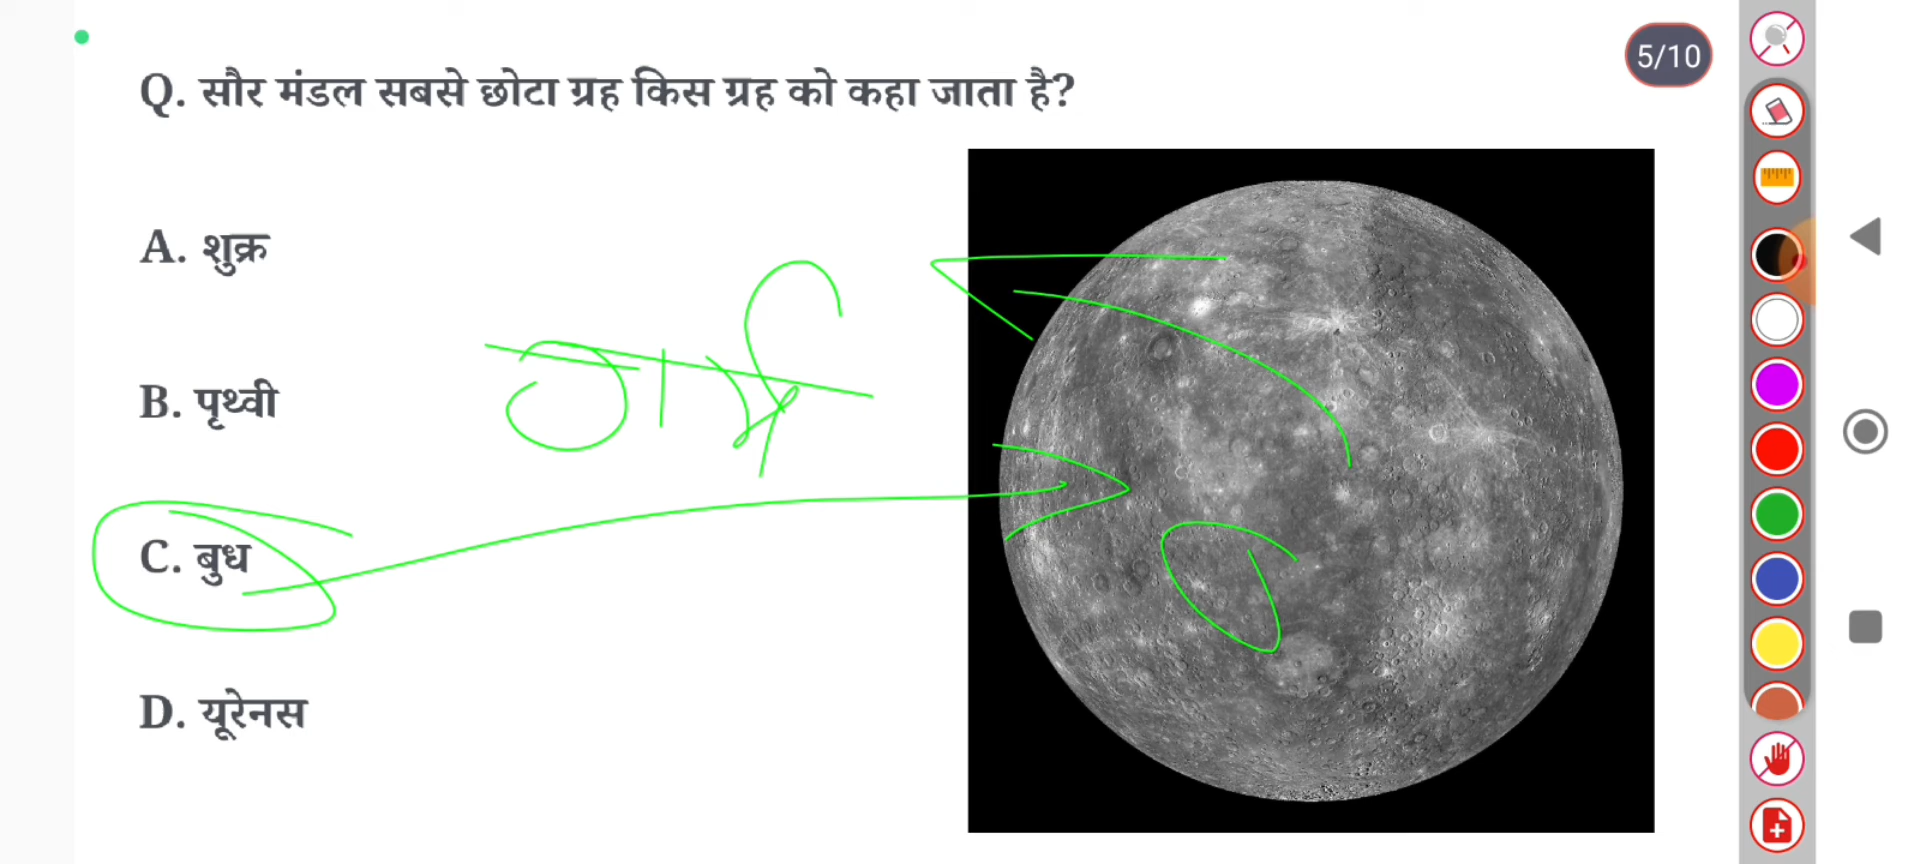 5/10
Q. सौर मंडल सबसे छोटा ग्रह किस ग्रह को कहा जाता है?
A. शुक्र
B. पृथ्वी
C. बुध
D. यूरेनस